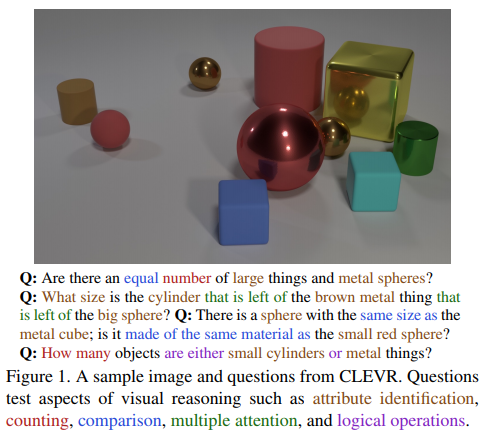 Q: Are there an equal number of large things and metal spheres?
Q: What size is the cylinder that is left of the brown metal thing that
is left of the big sphere? Q: There is a sphere with the same size as the
metal cube; is it made of the same material as the small red sphere?
Q: How many objects are either small cylinders or metal things?
Figure 1. A sample image and questions from CLEVR. Questions
test aspects of visual reasoning such as attribute identification,
counting, comparison, multiple attention, and logical operations.